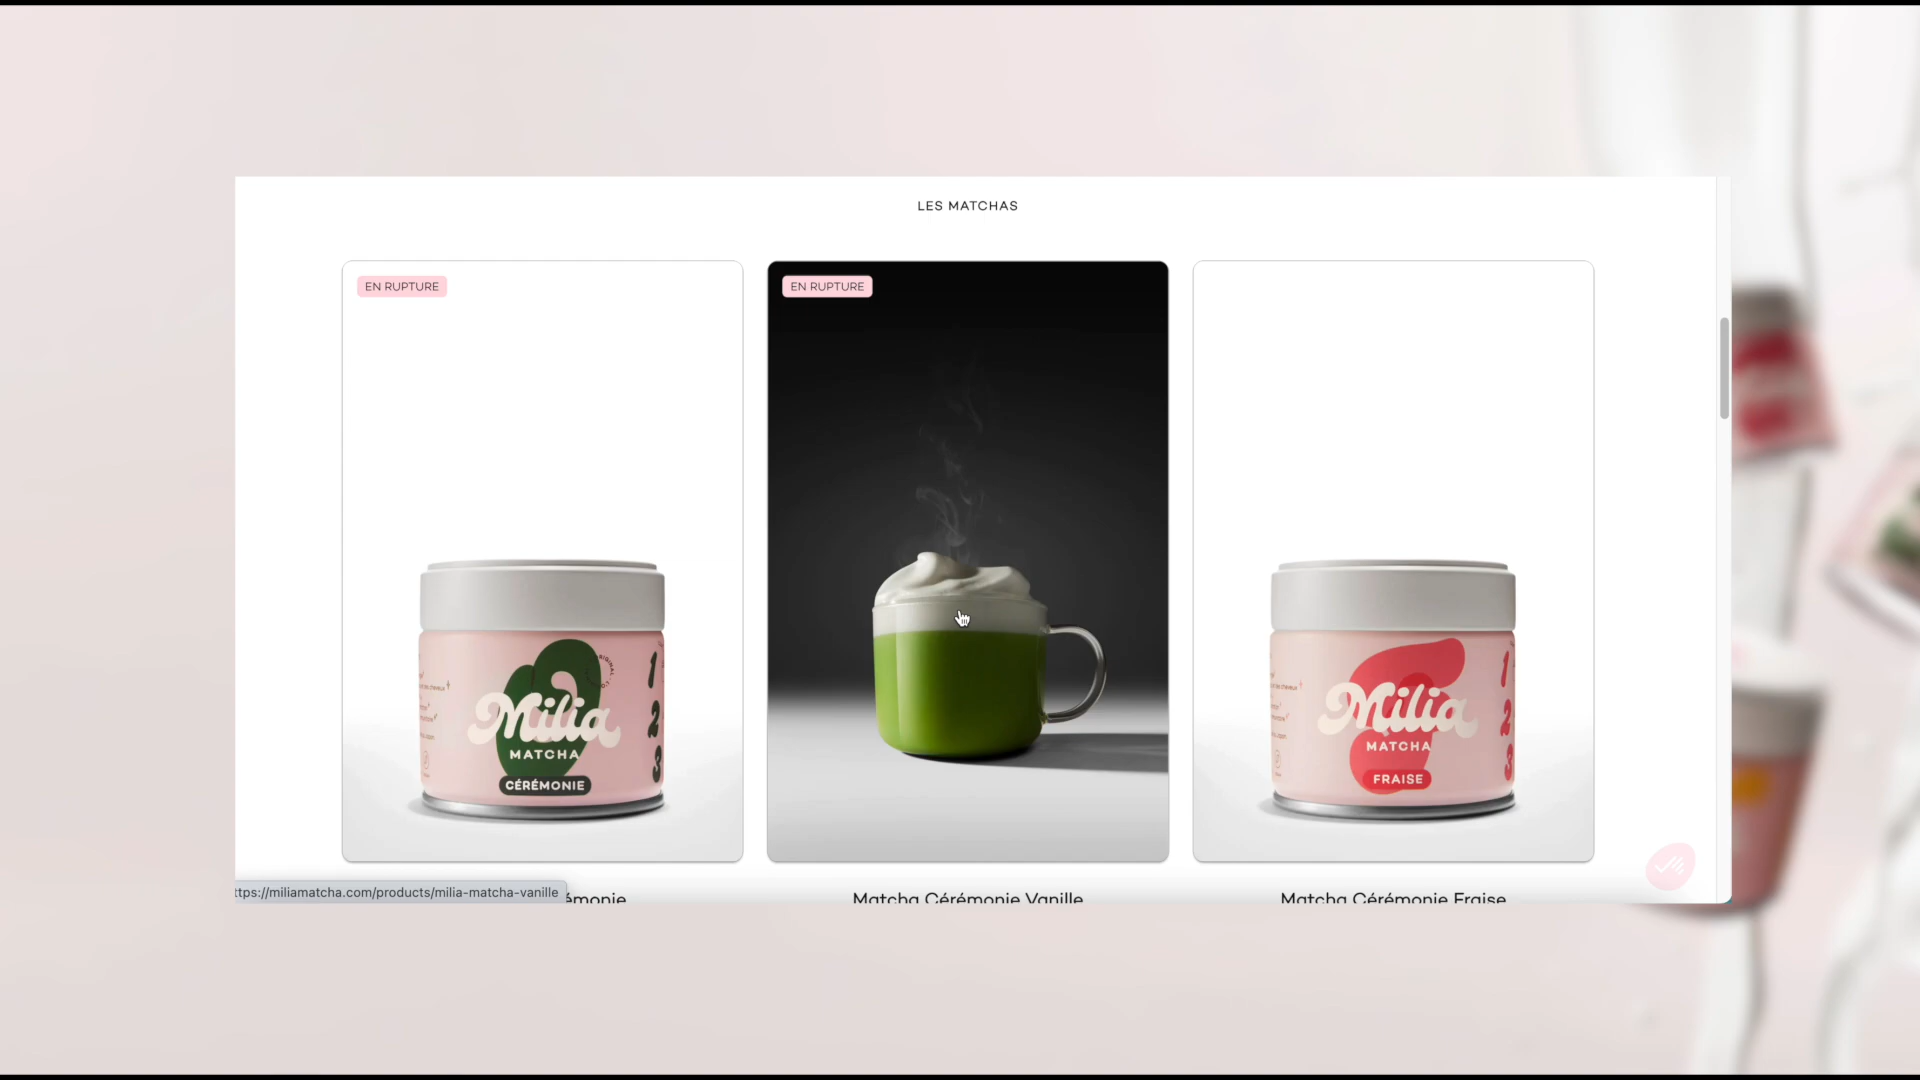 LES MATCHAS
EN RUPTURE
EN RUPTURE
Milia
MATCHA
CÉRÉMONIE
1
2
3
Milia
MATCHA
FRAISE
1
2
3
ttps://miliamatcha.com/products/milia-matcha-vanille
émonie
Matcha Cérémonie Vanille
Matcha Cérémonie Fraise